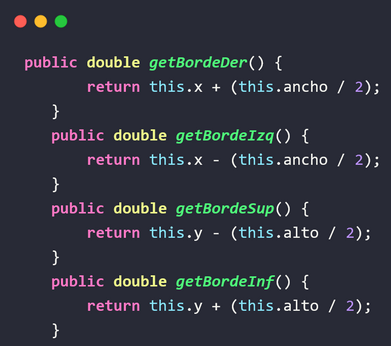 public double getBordeDer() {
return this.x + (this.ancho / 2);
}
public double getBordeIzq() {
return this.x - (this.ancho / 2);
}
public double getBordeSup() {
return this.y - (this.alto / 2);
}
public double getBordeInf() {
return this.y + (this.alto / 2);
}